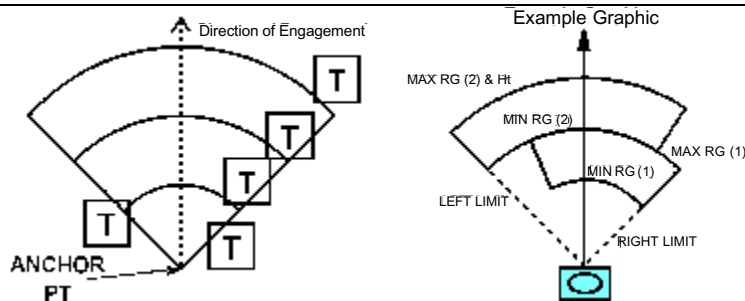 Direction of Engagement
T
T
T
T
T
ANCHOR
PT
Example Graphic
MAX RG (2) & Ht
MIN RG (2)
MAX RG (1)
MIN RG (1)
LEFT LIMIT
RIGHT LIMIT